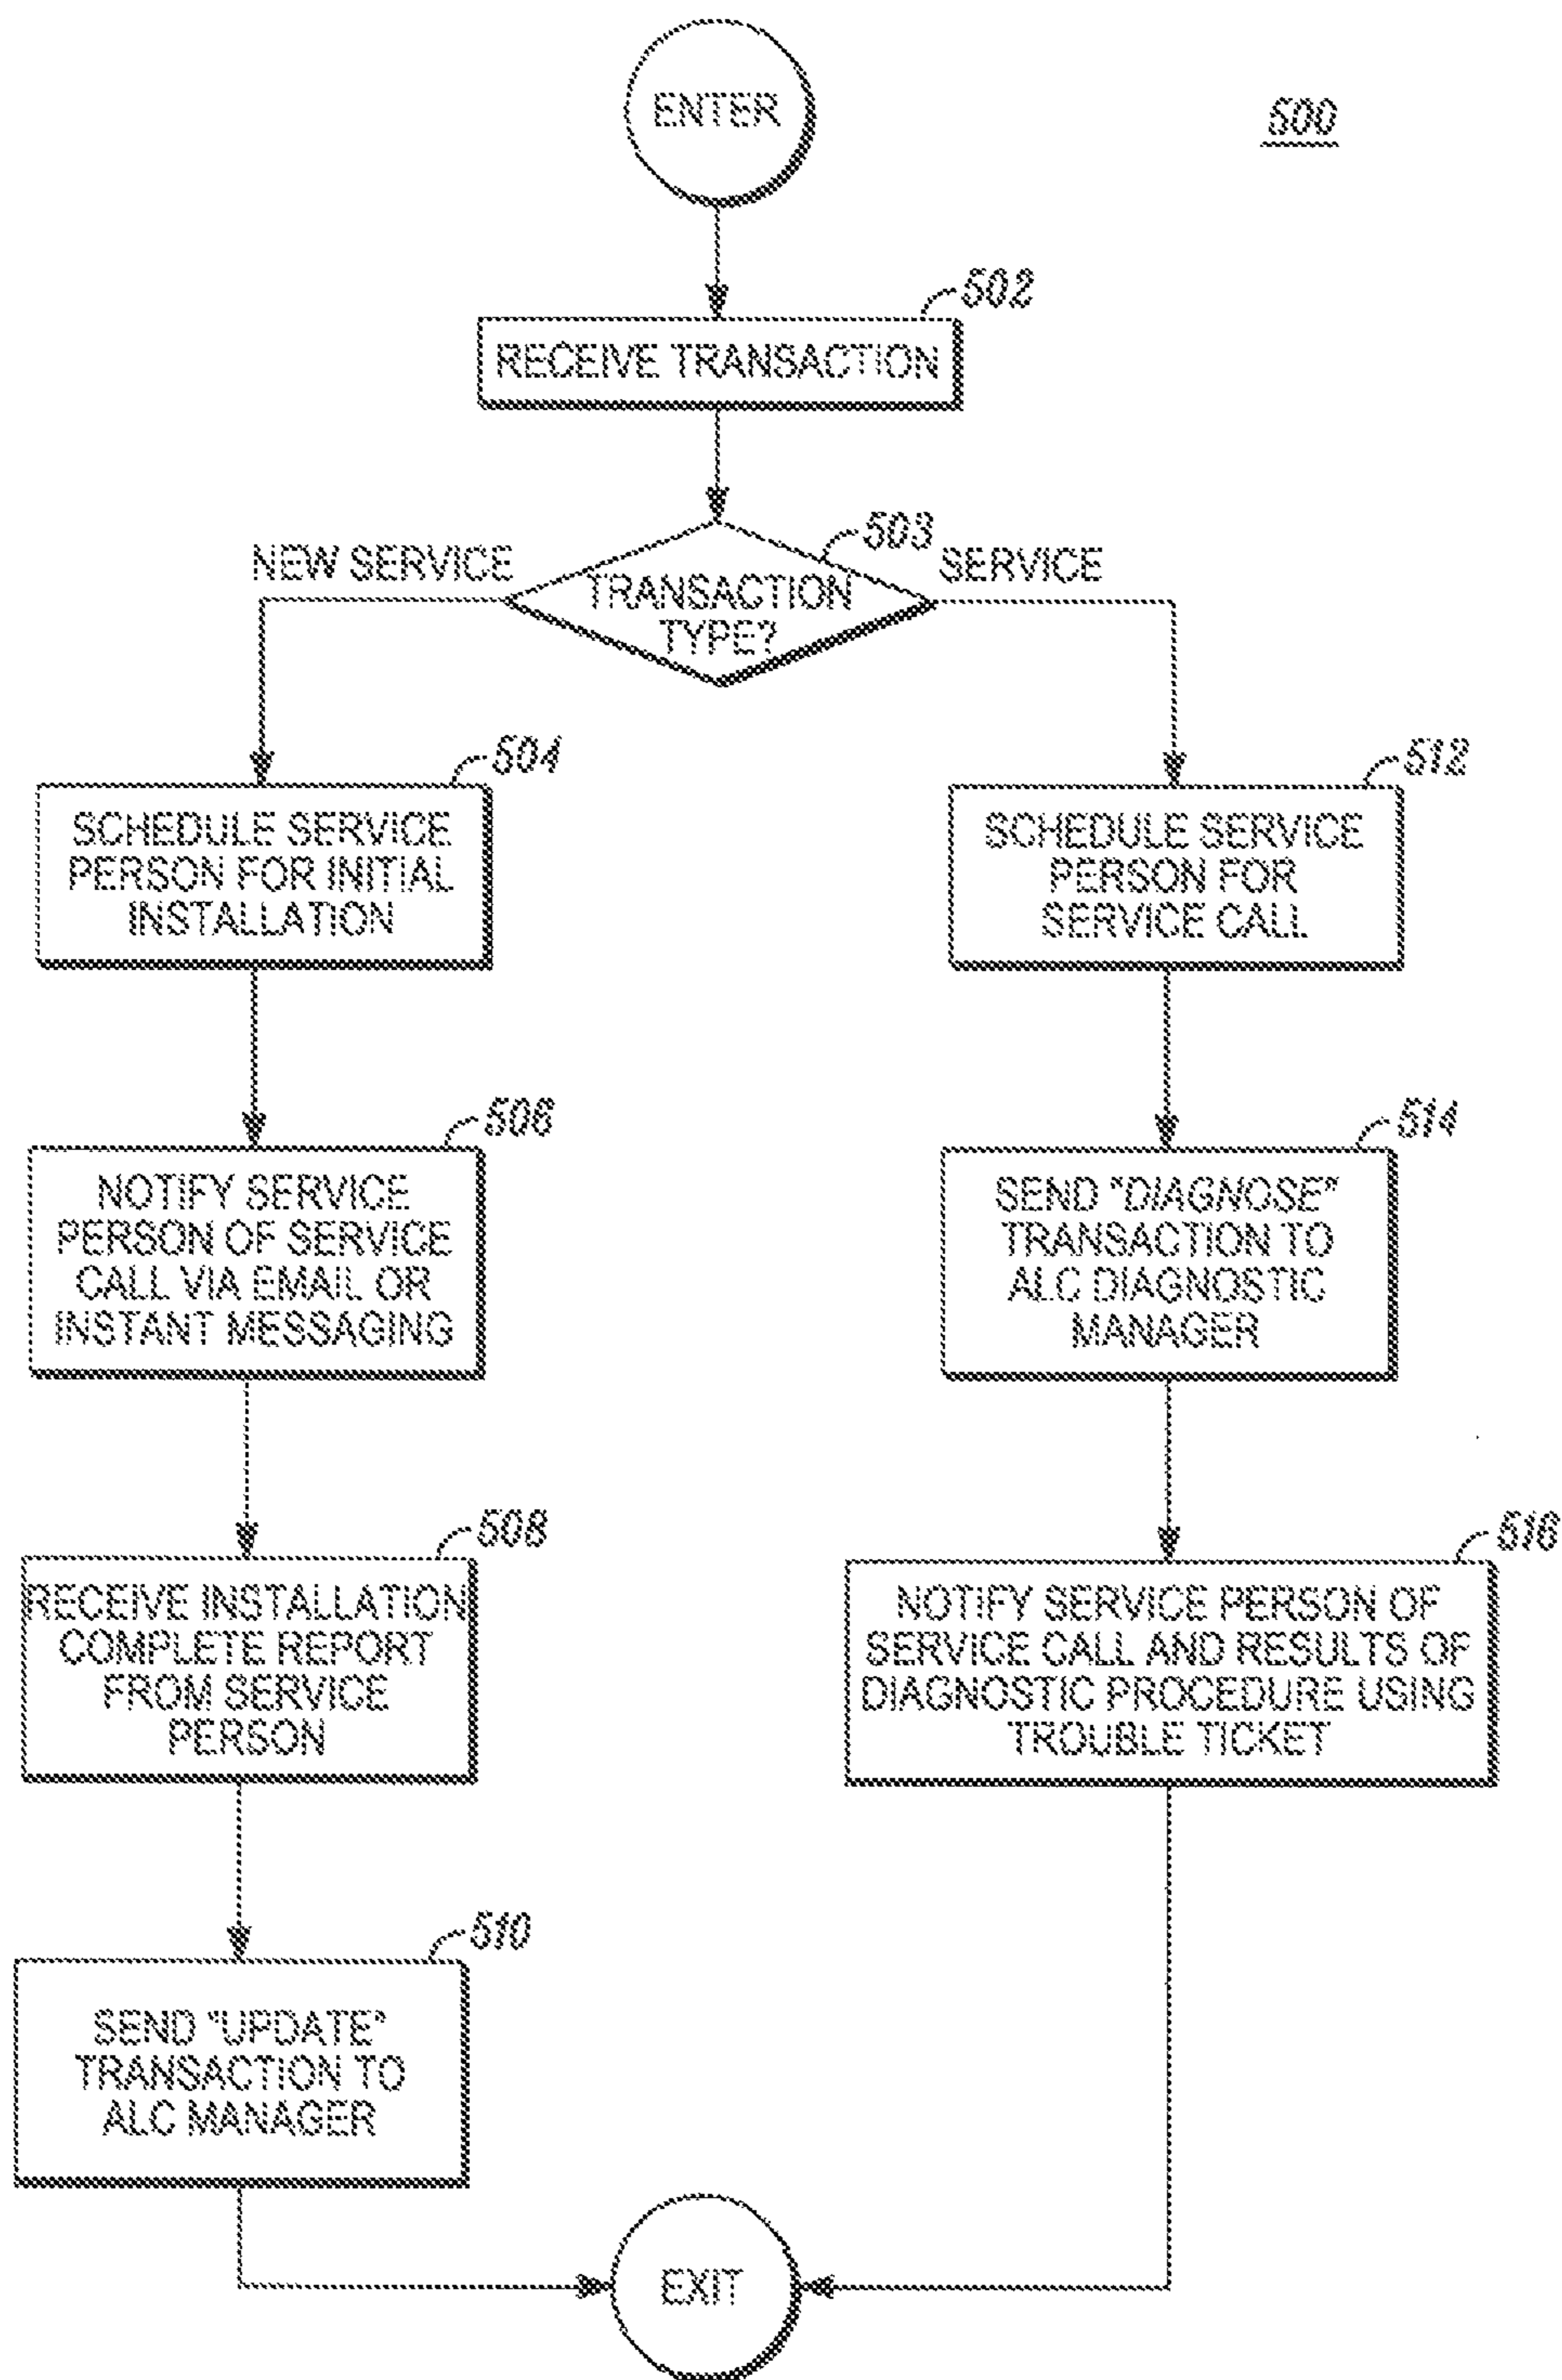 ENTER
500
502
RECEIVE TRANSACTION
503
NEW SERVICE
SERVICE
TRANSACTION
TYPE?
504
SCHEDULE SERVICE
PERSON FOR INITIAL
INSTALLATION
512
SCHEDULE SERVICE
PERSON FOR
SERVICE CALL
506
NOTIFY SERVICE
PERSON OF SERVICE
CALL VIA EMAIL OR
INSTANT MESSAGING
514
SEND "DIAGNOSE"
TRANSACTION TO
ALC DIAGNOSTIC
MANAGER
508
RECEIVE INSTALLATION
COMPLETE REPORT
FROM SERVICE
PERSON
516
NOTIFY SERVICE PERSON OF
SERVICE CALL AND RESULTS OF
DIAGNOSTIC PROCEDURE USING
TROUBLE TICKET
510
SEND "UPDATE"
TRANSACTION TO
ALC MANAGER
EXIT